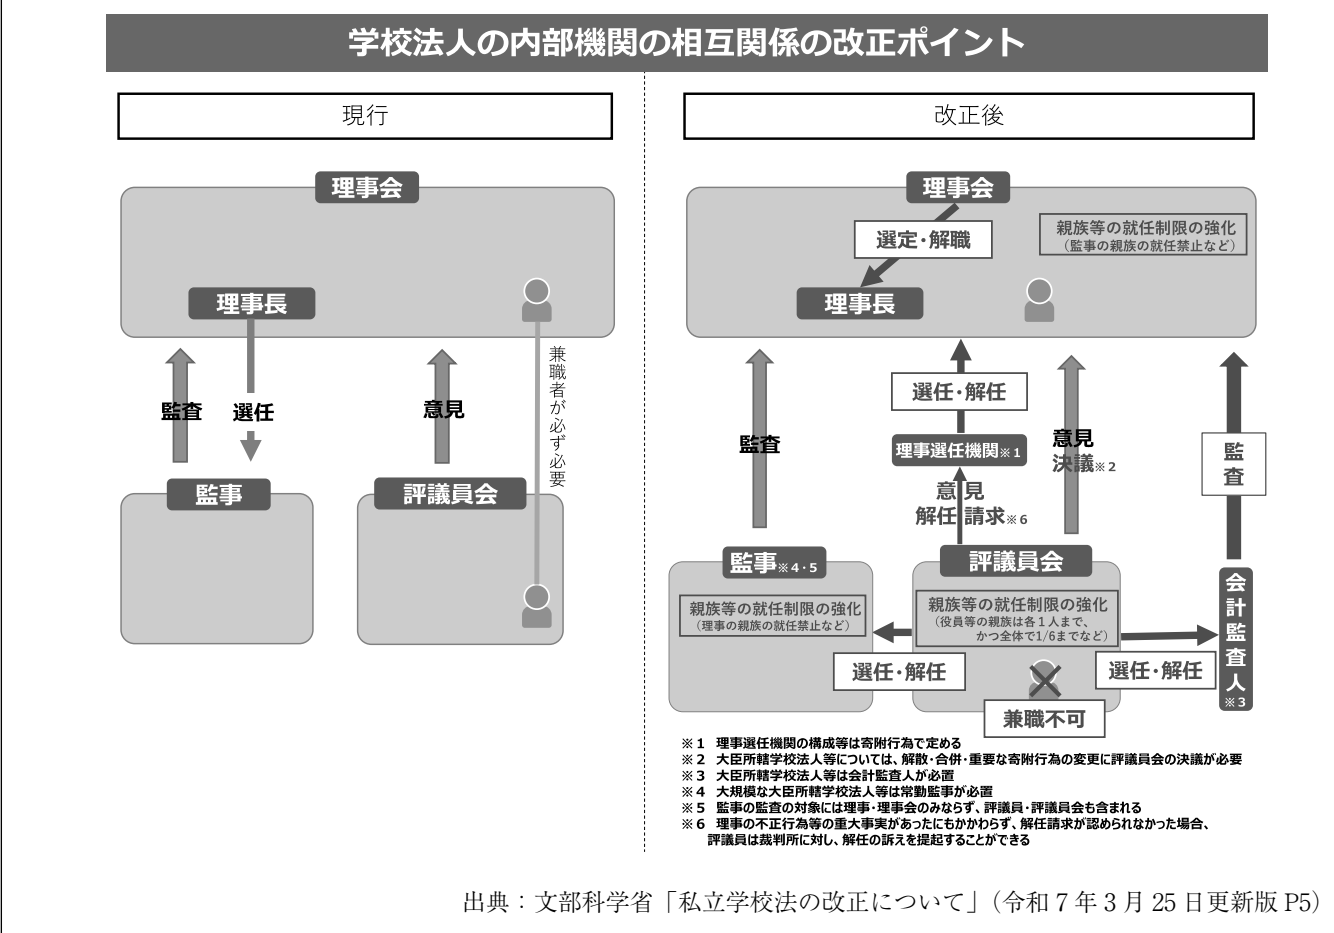 学校法人の内部機関の相互関係の改正ポイント
現行
理事会
理事長
監査
選任
意見
兼職者が必ず必要
監事
評議員会
改正後
理事会
選定・解職
親族等の就任制限の強化
（監事の親族の就任禁止など）
理事長
選任・解任
理事選任機関※1
監査
意見
決議※2
監査
意見
解任請求※6
監事※4・5
親族等の就任制限の強化
（理事の親族の就任禁止など）
評議員会
親族等の就任制限の強化
（役員等の親族は各１人まで、
かつ全体で1/6までなど）
選任・解任
選任・解任
兼職不可
会計監査人※3
※１　理事選任機関の構成等は寄附行為で定める
※２　大臣所轄学校法人等については、解散・合併・重要な寄附行為の変更に評議員会の決議が必要
※３　大臣所轄学校法人等は会計監査人が必置
※４　大規模な大臣所轄学校法人等は常勤監事が必置
※５　監事の監査の対象には理事・理事会のみならず、評議員・評議員会も含まれる
※６　理事の不正行為等の重大事実があったにもかかわらず、解任請求が認められなかった場合、
評議員は裁判所に対し、解任の訴えを提起することができる
出典：文部科学省「私立学校法の改正について」（令和７年３月 25 日更新版 P5）